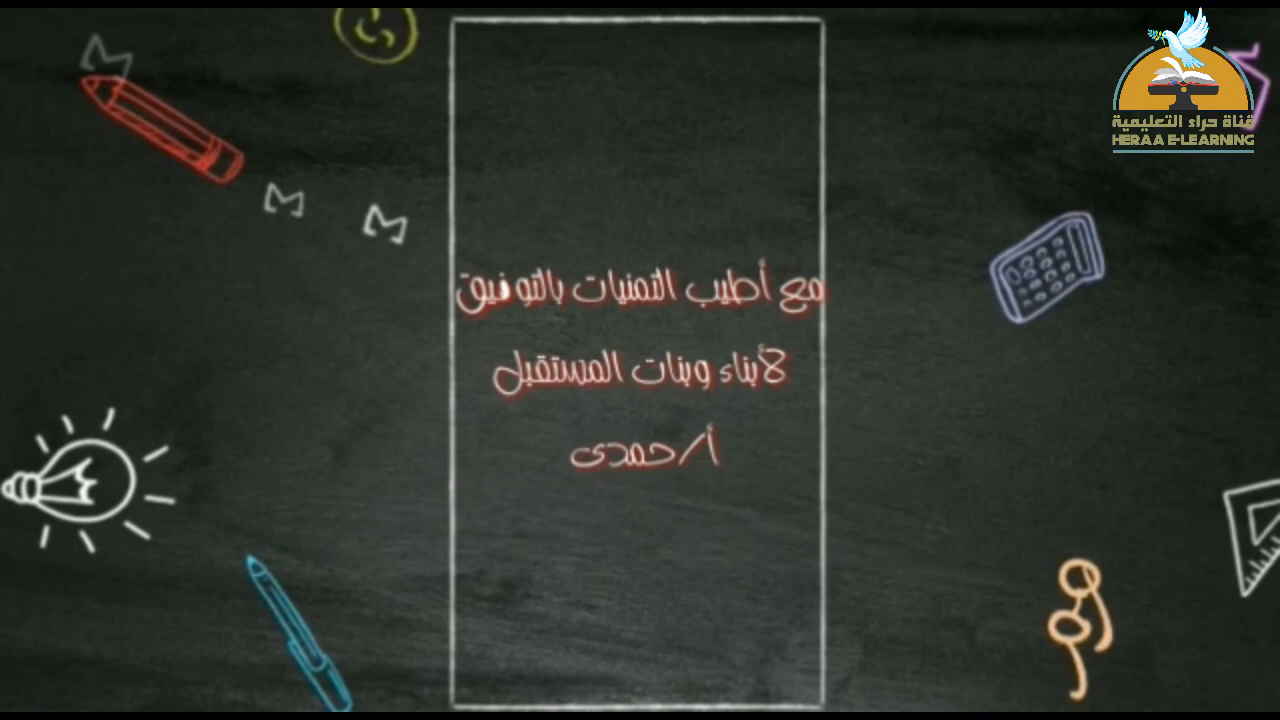 قناة حراء التعليمية
HERAA E-LEARNING
مع أطيب التمنيات بالتوفيق
لأبناء وبنات المستقبل
أ/حمدى